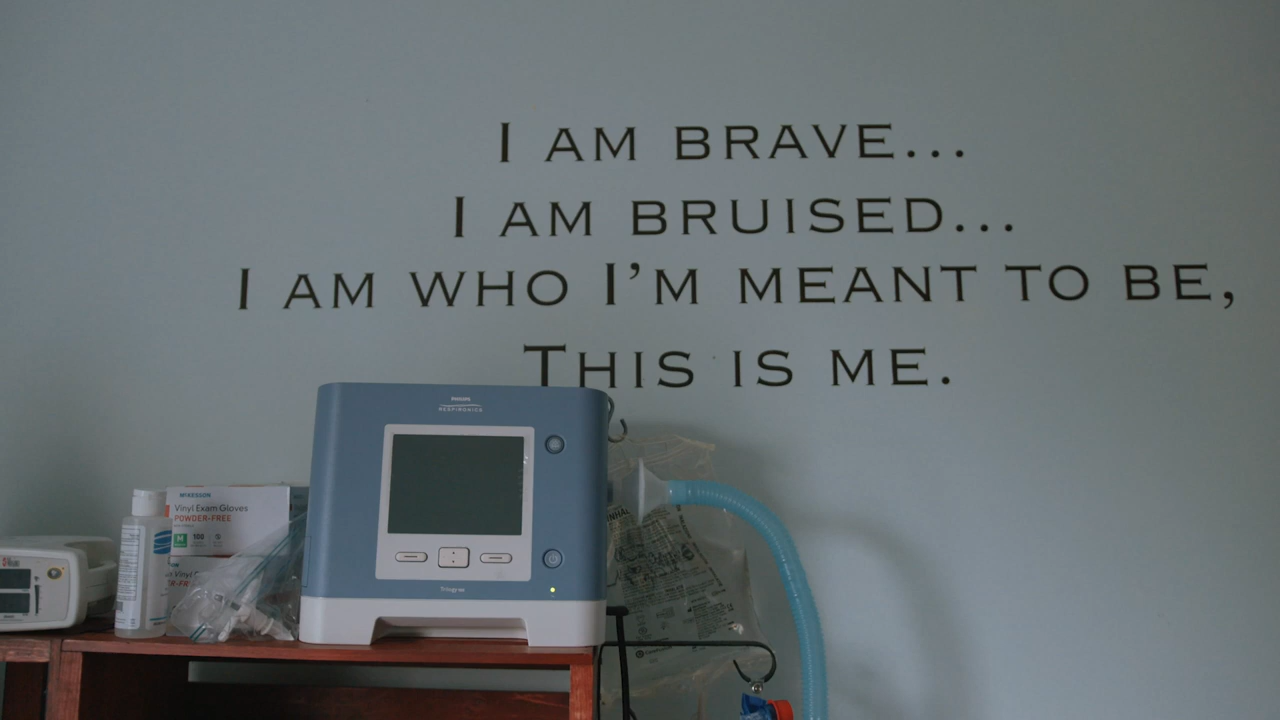 I AM BRAVE...
I AM BRUISED...
I AM WHO I'M MEANT TO BE,
THIS IS ME.
PHILIPS
RESPIRONICS
McKESSON
Vinyl Exam Gloves
POWDER-FREE
M
100
Trilogy